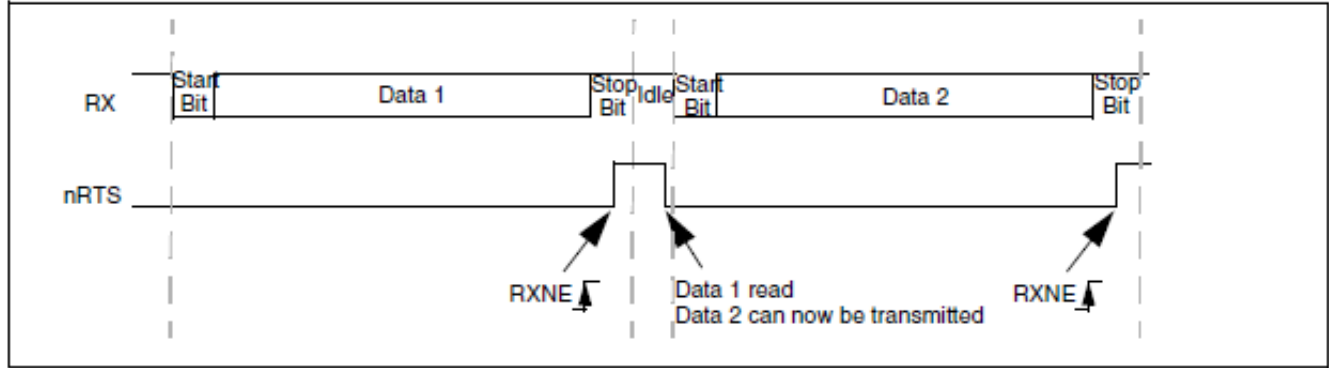 RX
Start
Bit
Data 1
Stop
Bit
Idle
Start
Bit
Data 2
Stop
Bit
nRTS
RXNE
Data 1 read
Data 2 can now be transmitted
RXNE